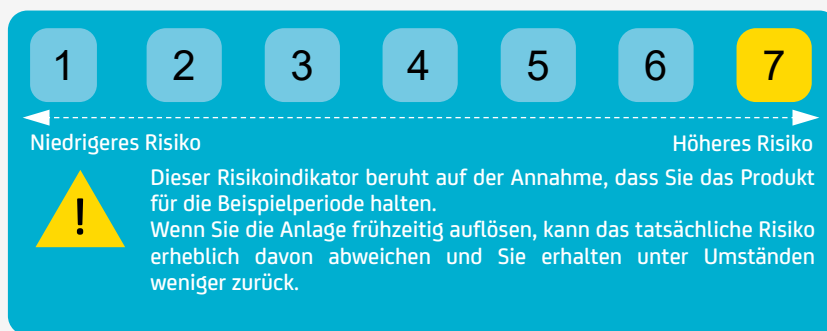 1 2 3 4 5 6 7
Niedrigeres Risiko Höheres Risiko
! Dieser Risikoindikator beruht auf der Annahme, dass Sie das Produkt
für die Beispielperiode halten.
Wenn Sie die Anlage frühzeitig auflösen, kann das tatsächliche Risiko
erheblich davon abweichen und Sie erhalten unter Umständen
weniger zurück.